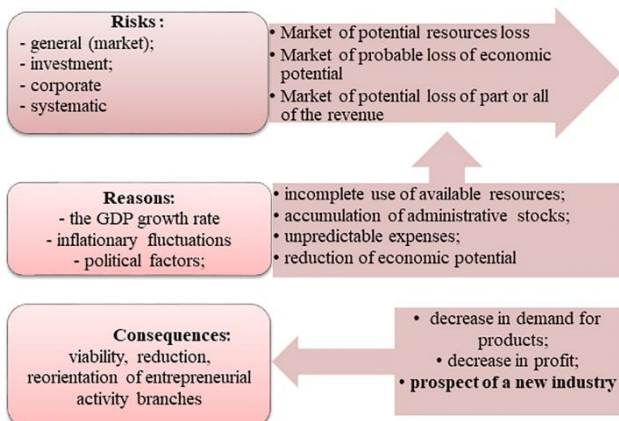 Risks :
- general (market);
- investment;
- corporate
- systematic
• Market of potential resources loss
• Market of probable loss of economic
potential
• Market of potential loss of part or all
of the revenue
Reasons:
- the GDP growth rate
- inflationary fluctuations
- political factors;
• incomplete use of available resources;
• accumulation of administrative stocks;
• unpredictable expenses;
• reduction of economic potential
Consequences:
viability, reduction,
reorientation of entrepreneurial
activity branches
• decrease in demand for
products;
• decrease in profit;
• prospect of a new industry